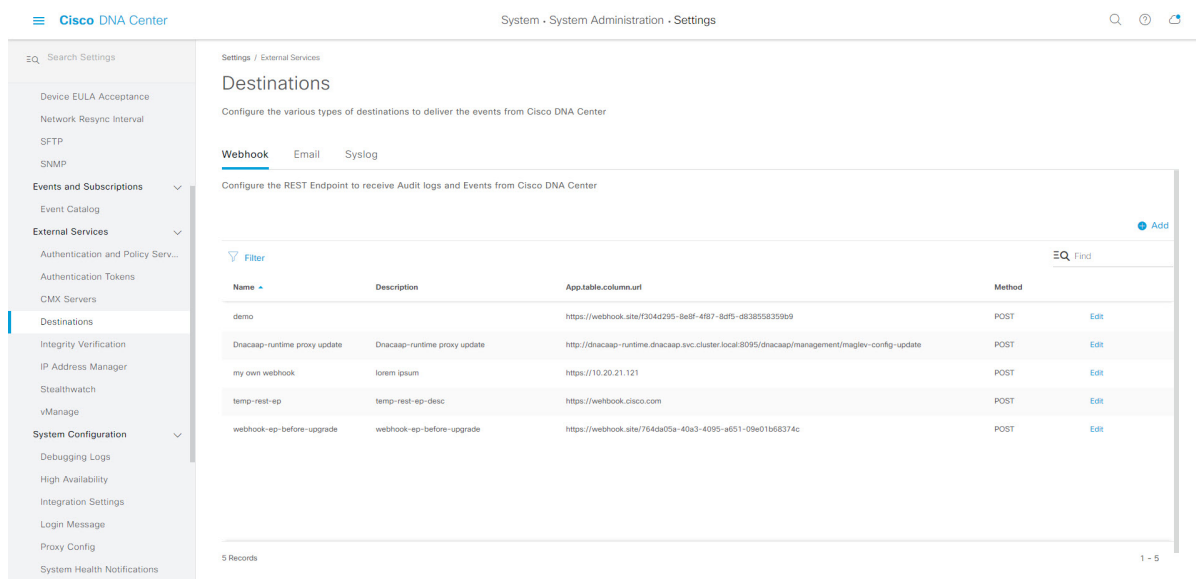 Cisco DNA Center
System • System Administration • Settings
Search Settings
Device EULA Acceptance
Network Resync Interval
SFTP
SNMP
Events and Subscriptions
Event Catalog
External Services
Authentication and Policy Serv...
Authentication Tokens
CMX Servers
Destinations
Integrity Verification
IP Address Manager
Stealthwatch
vManage
System Configuration
Debugging Logs
High Availability
Integration Settings
Login Message
Proxy Config
System Health Notifications
Settings / External Services
Destinations
Configure the various types of destinations to deliver the events from Cisco DNA Center
Webhook Email Syslog
Configure the REST Endpoint to receive Audit logs and Events from Cisco DNA Center
Add
Filter Find
Name Description App.table.column.url Method
demo https://webhook.site/f304d295-8e8f-4f87-8df5-d838558359b9 POST Edit
Dnacaap-runtime proxy update Dnacaap-runtime proxy update http://dnacaap-runtime.dnacaap.svc.cluster.local:8095/dnacaap/management/maglev-config-update POST Edit
my own webhook lorem ipsum https://10.20.21.121 POST Edit
temp-rest-ep temp-rest-ep-desc https://wehbook.cisco.com POST Edit
webhook-ep-before-upgrade webhook-ep-before-upgrade https://webhook.site/764da05a-40a3-4095-a651-09e01b68374c POST Edit
5 Records 1 - 5